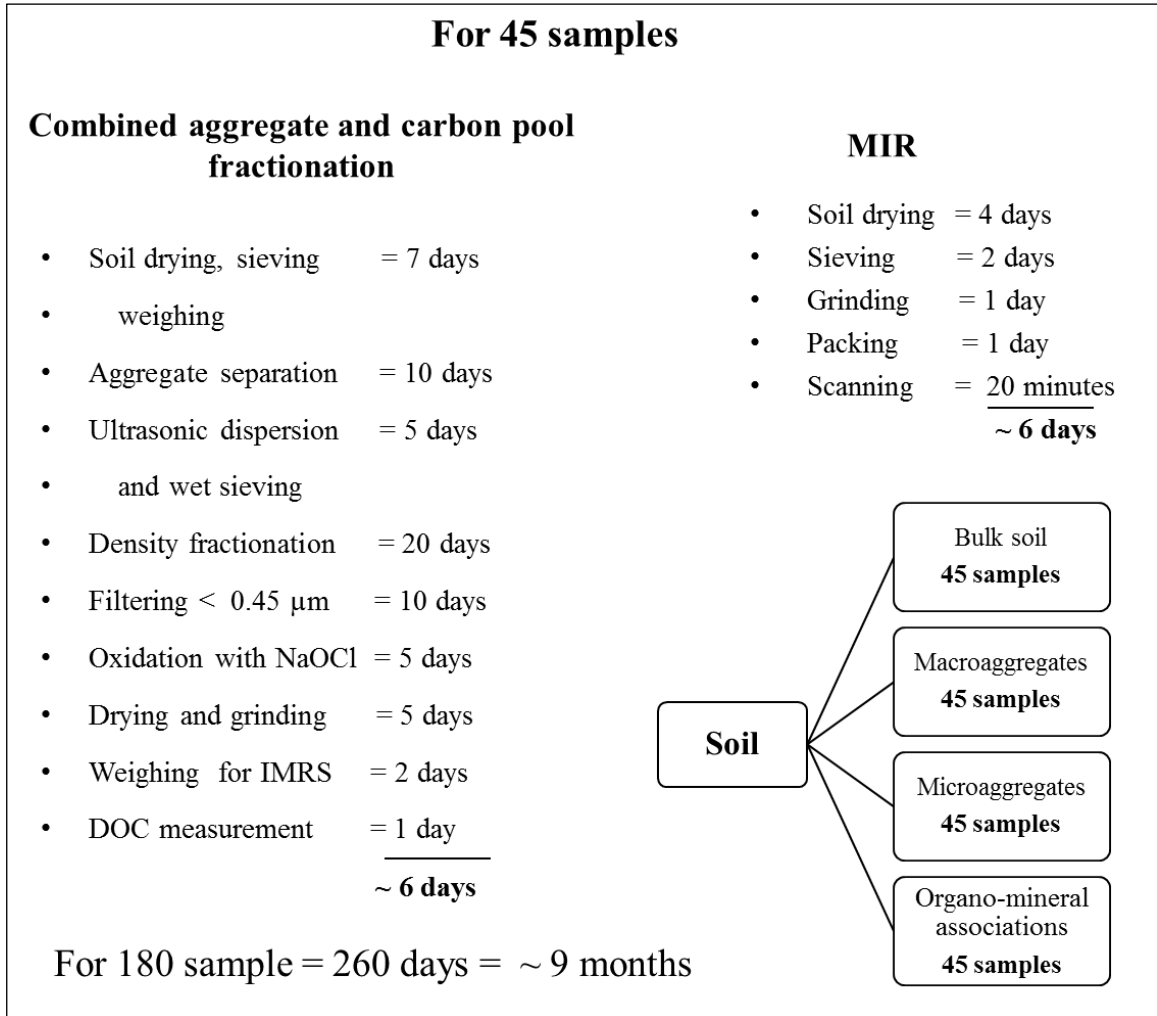 For 45 samples
Combined aggregate and carbon pool
fractionation
• Soil drying, sieving = 7 days
• weighing
• Aggregate separation = 10 days
• Ultrasonic dispersion = 5 days
• and wet sieving
• Density fractionation = 20 days
• Filtering < 0.45 µm = 10 days
• Oxidation with NaOCl = 5 days
• Drying and grinding = 5 days
• Weighing for IMRS = 2 days
• DOC measurement = 1 day
~ 6 days
For 180 sample = 260 days = ~ 9 months
MIR
• Soil drying = 4 days
• Sieving = 2 days
• Grinding = 1 day
• Packing = 1 day
• Scanning = 20 minutes
~ 6 days
Soil
Bulk soil
45 samples
Macroaggregates
45 samples
Microaggregates
45 samples
Organo-mineral
associations
45 samples